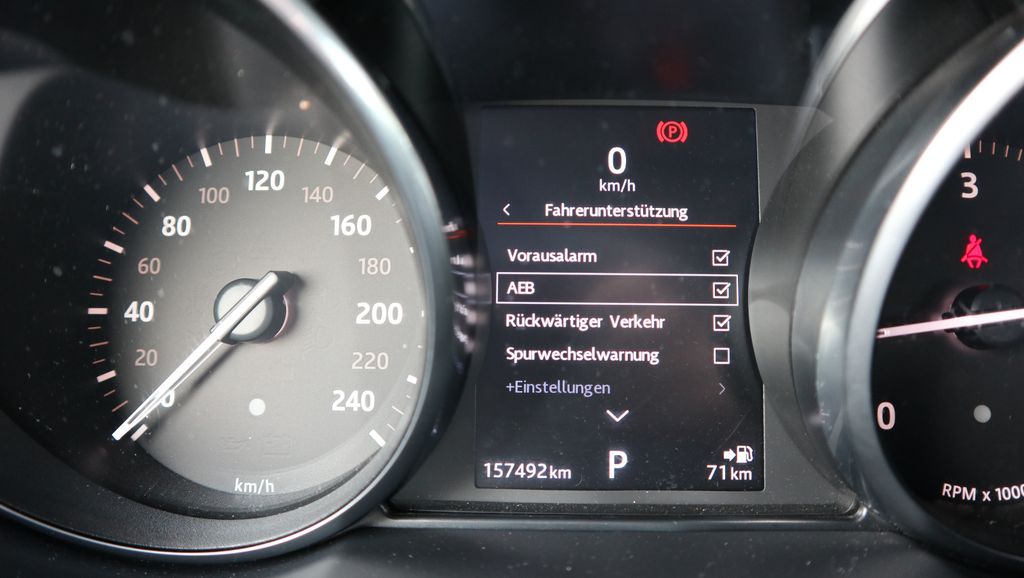 120
100
140
80
160
60
180
40
200
20
220
0
240
km/h
P
0
km/h
Fahrerunterstützung
Vorausalarm
AEB
Rückwärtiger Verkehr
Spurwechselwarnung
+Einstellungen
157492km
P
71km
3
0
RPM x 1000